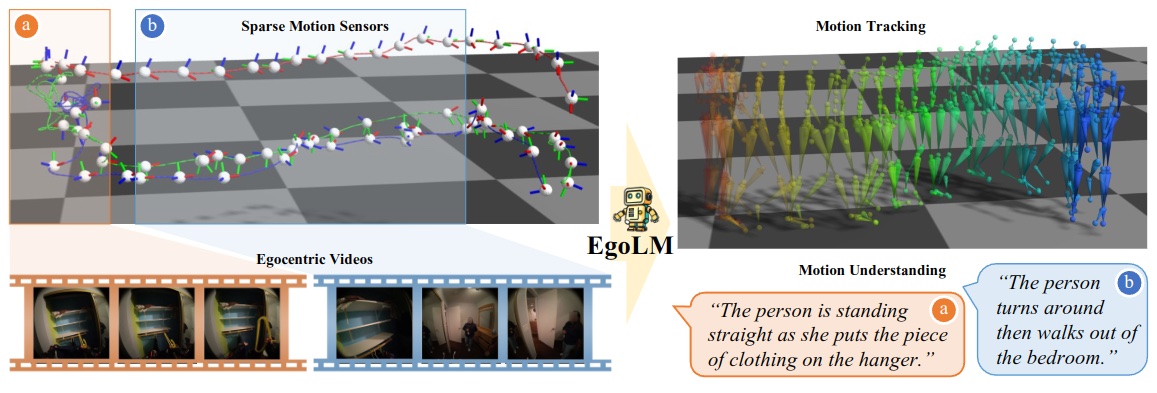 a
b
Sparse Motion Sensors
Motion Tracking
EgoLM
Egocentric Videos
Motion Understanding
“The person is standing
straight as she puts the piece
of clothing on the hanger.”
a
“The person
turns around
then walks out of
the bedroom.”
b